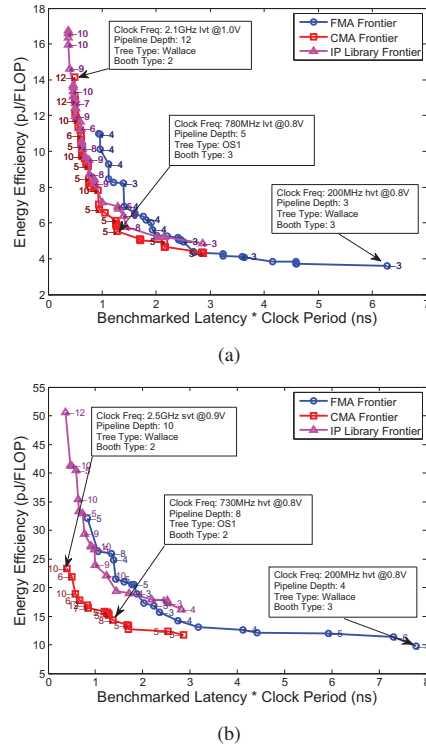 18
16
14
12
10
8
6
4
2
Energy Efficiency (pJ/FLOP)
0 1 2 3 4 5 6 7
Benchmarked Latency * Clock Period (ns)
FMA Frontier
CMA Frontier
IP Library Frontier
Clock Freq: 2.1GHz lvt @1.0V
Pipeline Depth: 12
Tree Type: Wallace
Booth Type: 2
Clock Freq: 780MHz lvt @0.8V
Pipeline Depth: 5
Tree Type: OS1
Booth Type: 3
Clock Freq: 200MHz hvt @0.8V
Pipeline Depth: 3
Tree Type: Wallace
Booth Type: 3
(a)
55
50
45
40
35
30
25
20
15
10
5
Energy Efficiency (pJ/FLOP)
0 1 2 3 4 5 6 7 8
Benchmarked Latency * Clock Period (ns)
FMA Frontier
CMA Frontier
IP Library Frontier
Clock Freq: 2.5GHz svt @0.9V
Pipeline Depth: 10
Tree Type: Wallace
Booth Type: 2
Clock Freq: 730MHz hvt @0.8V
Pipeline Depth: 8
Tree Type: OS1
Booth Type: 2
Clock Freq: 200MHz hvt @0.8V
Pipeline Depth: 4
Tree Type: Wallace
Booth Type: 3
(b)